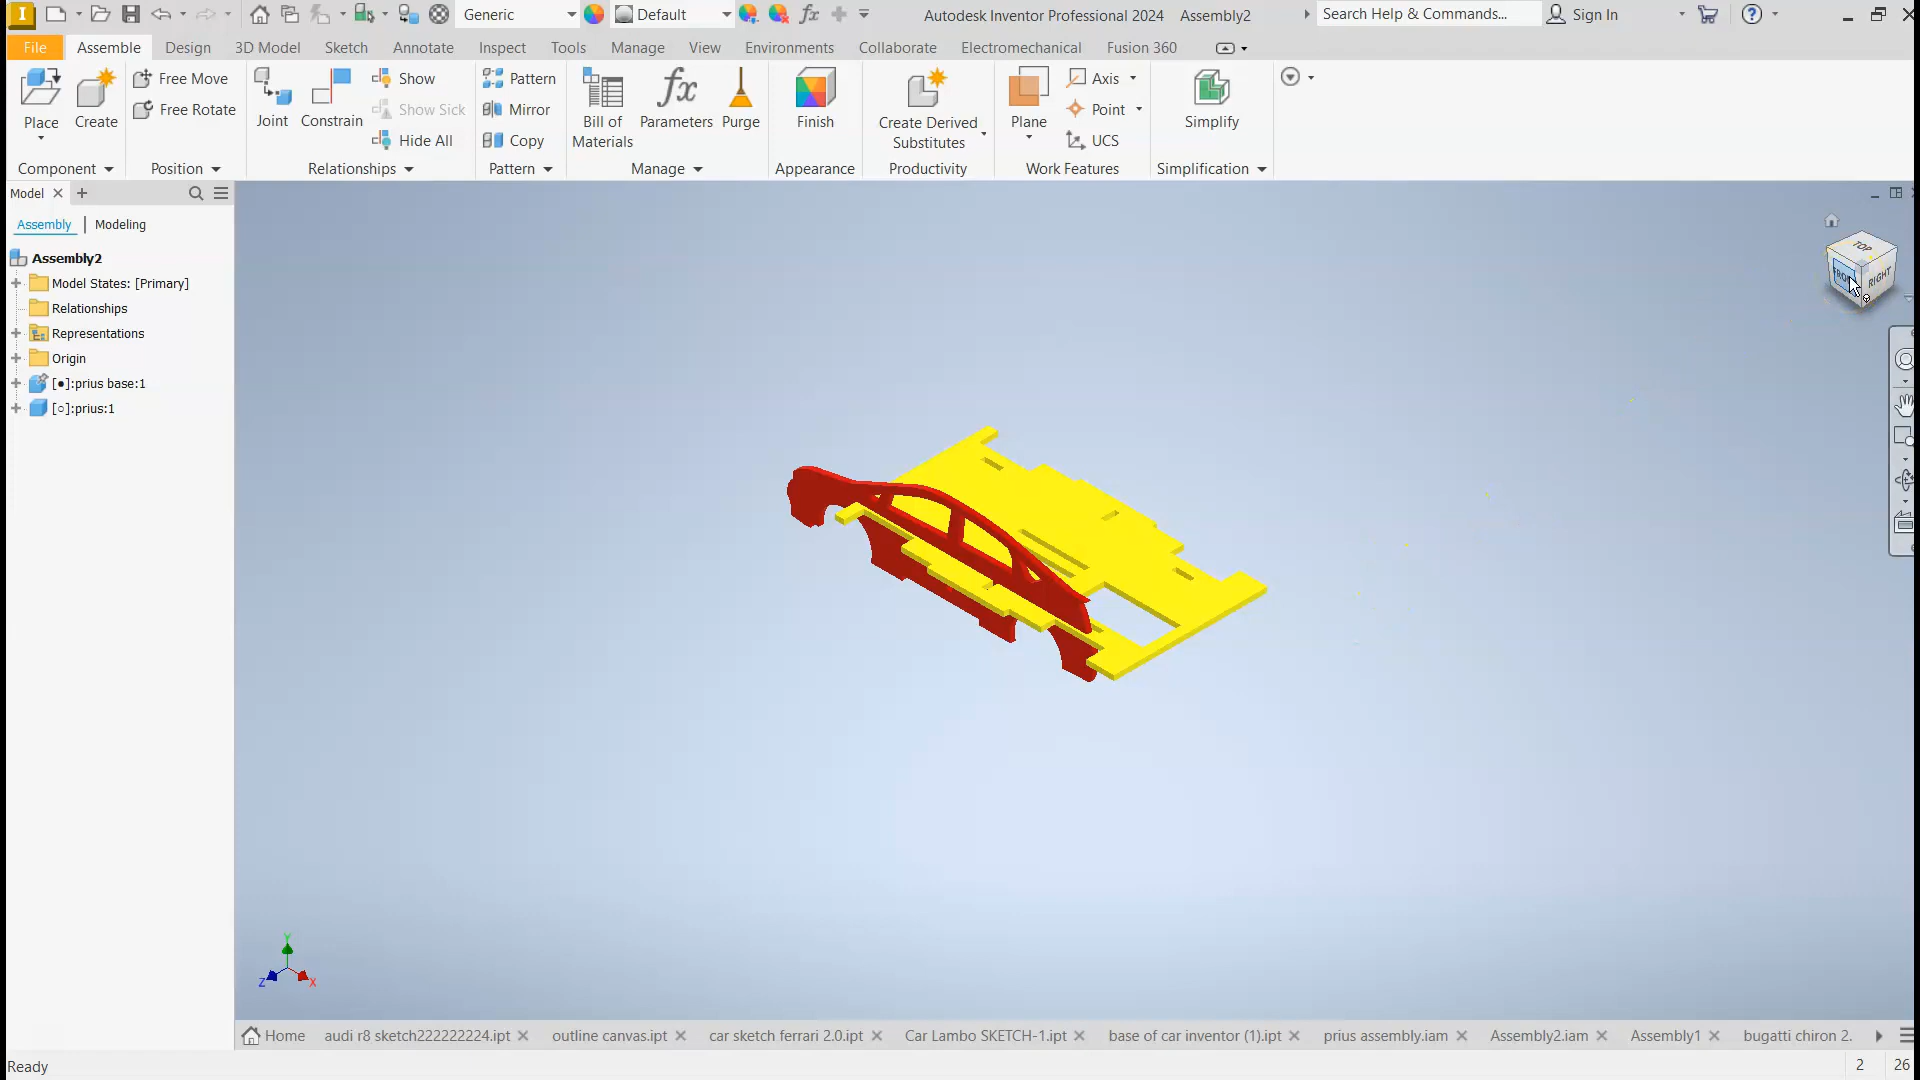 Generic
Default
Autodesk Inventor Professional 2024 Assembly2
Search Help & Commands...
Sign In
File Assemble Design 3D Model Sketch Annotate Inspect Tools Manage View Environments Collaborate Electromechanical Fusion 360
Place
Create
Free Move
Free Rotate
Joint
Constrain
Show
Show Sick
Hide All
Pattern
Mirror
Copy
Bill of
Materials
Parameters
Purge
Finish
Create Derived
Substitutes
Plane
Axis
Point
UCS
Simplify
Component Position Relationships Pattern Manage Appearance Productivity Work Features Simplification
Model
Assembly | Modeling
Assembly2
Model States: [Primary]
Relationships
Representations
Origin
[●]:prius base:1
[○]:prius:1
TOP
RIGHT
Y
Z
X
Home audi r8 sketch222222224.ipt outline canvas.ipt car sketch ferrari 2.0.ipt Car Lambo SKETCH-1.ipt base of car inventor (1).ipt prius assembly.iam Assembly2.iam Assembly1 bugatti chiron 2.
Ready
2 26